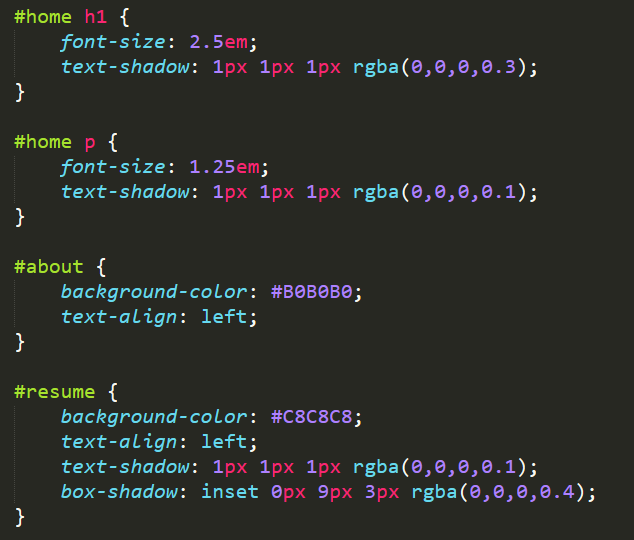 #home h1 {
    font-size: 2.5em;
    text-shadow: 1px 1px 1px rgba(0,0,0,0.3);
}

#home p {
    font-size: 1.25em;
    text-shadow: 1px 1px 1px rgba(0,0,0,0.1);
}

#about {
    background-color: #B0B0B0;
    text-align: left;
}

#resume {
    background-color: #C8C8C8;
    text-align: left;
    text-shadow: 1px 1px 1px rgba(0,0,0,0.1);
    box-shadow: inset 0px 9px 3px rgba(0,0,0,0.4);
}